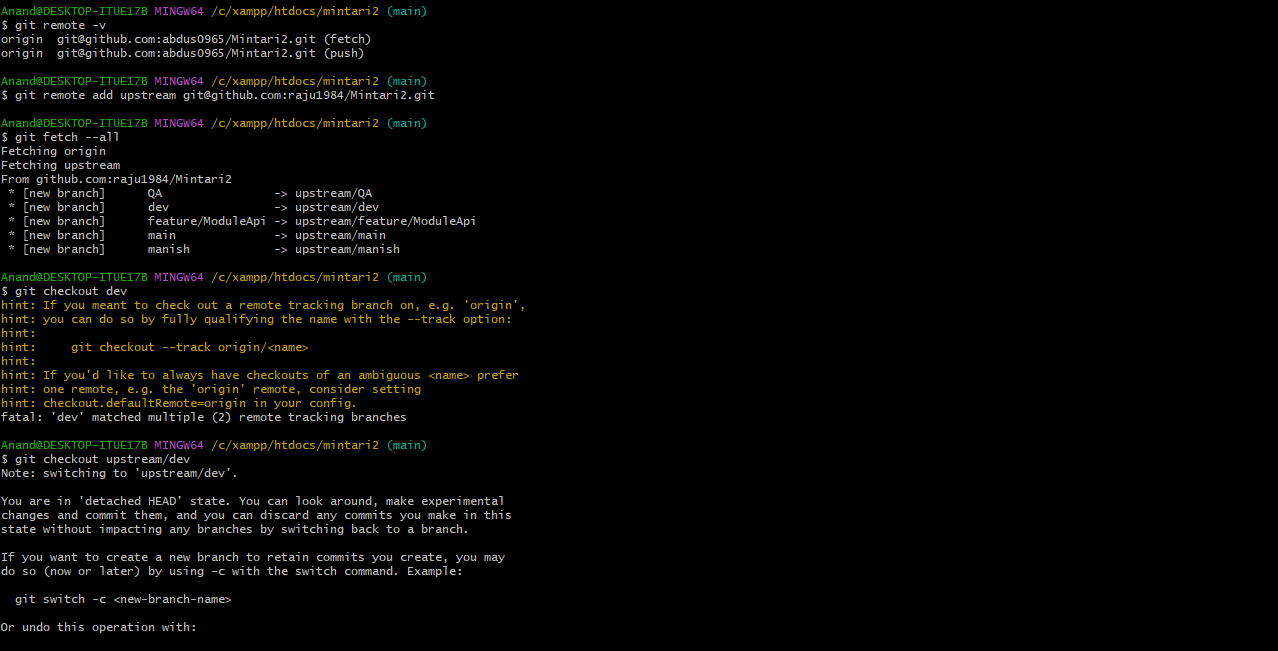 Anand@DESKTOP-ITUE17B MINGW64 /c/xampp/htdocs/mintari2 (main)
$ git remote -v
origin  git@github.com:abdus0965/Mintari2.git (fetch)
origin  git@github.com:abdus0965/Mintari2.git (push)

Anand@DESKTOP-ITUE17B MINGW64 /c/xampp/htdocs/mintari2 (main)
$ git remote add upstream git@github.com:raju1984/Mintari2.git

Anand@DESKTOP-ITUE17B MINGW64 /c/xampp/htdocs/mintari2 (main)
$ git fetch --all
Fetching origin
Fetching upstream
From github.com:raju1984/Mintari2
 * [new branch]      QA                -> upstream/QA
 * [new branch]      dev               -> upstream/dev
 * [new branch]      feature/ModuleApi -> upstream/feature/ModuleApi
 * [new branch]      main              -> upstream/main
 * [new branch]      manish            -> upstream/manish

Anand@DESKTOP-ITUE17B MINGW64 /c/xampp/htdocs/mintari2 (main)
$ git checkout dev
hint: If you meant to check out a remote tracking branch on, e.g. 'origin',
hint: you can do so by fully qualifying the name with the --track option:
hint:
hint:     git checkout --track origin/<name>
hint:
hint: If you'd like to always have checkouts of an ambiguous <name> prefer
hint: one remote, e.g. the 'origin' remote, consider setting
hint: checkout.defaultRemote=origin in your config.
fatal: 'dev' matched multiple (2) remote tracking branches

Anand@DESKTOP-ITUE17B MINGW64 /c/xampp/htdocs/mintari2 (main)
$ git checkout upstream/dev
Note: switching to 'upstream/dev'.

You are in 'detached HEAD' state. You can look around, make experimental
changes and commit them, and you can discard any commits you make in this
state without impacting any branches by switching back to a branch.

If you want to create a new branch to retain commits you create, you may
do so (now or later) by using -c with the switch command. Example:

  git switch -c <new-branch-name>

Or undo this operation with: